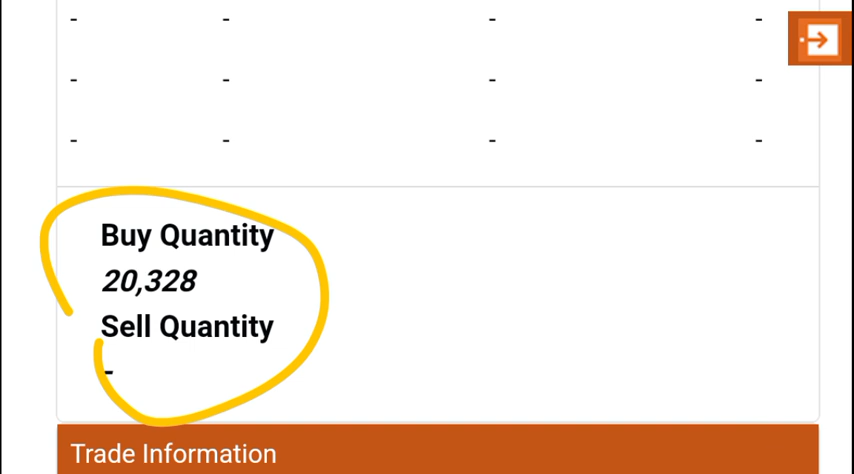 - - - -
- - - -
- - - -
Buy Quantity
20,328
Sell Quantity
-
Trade Information